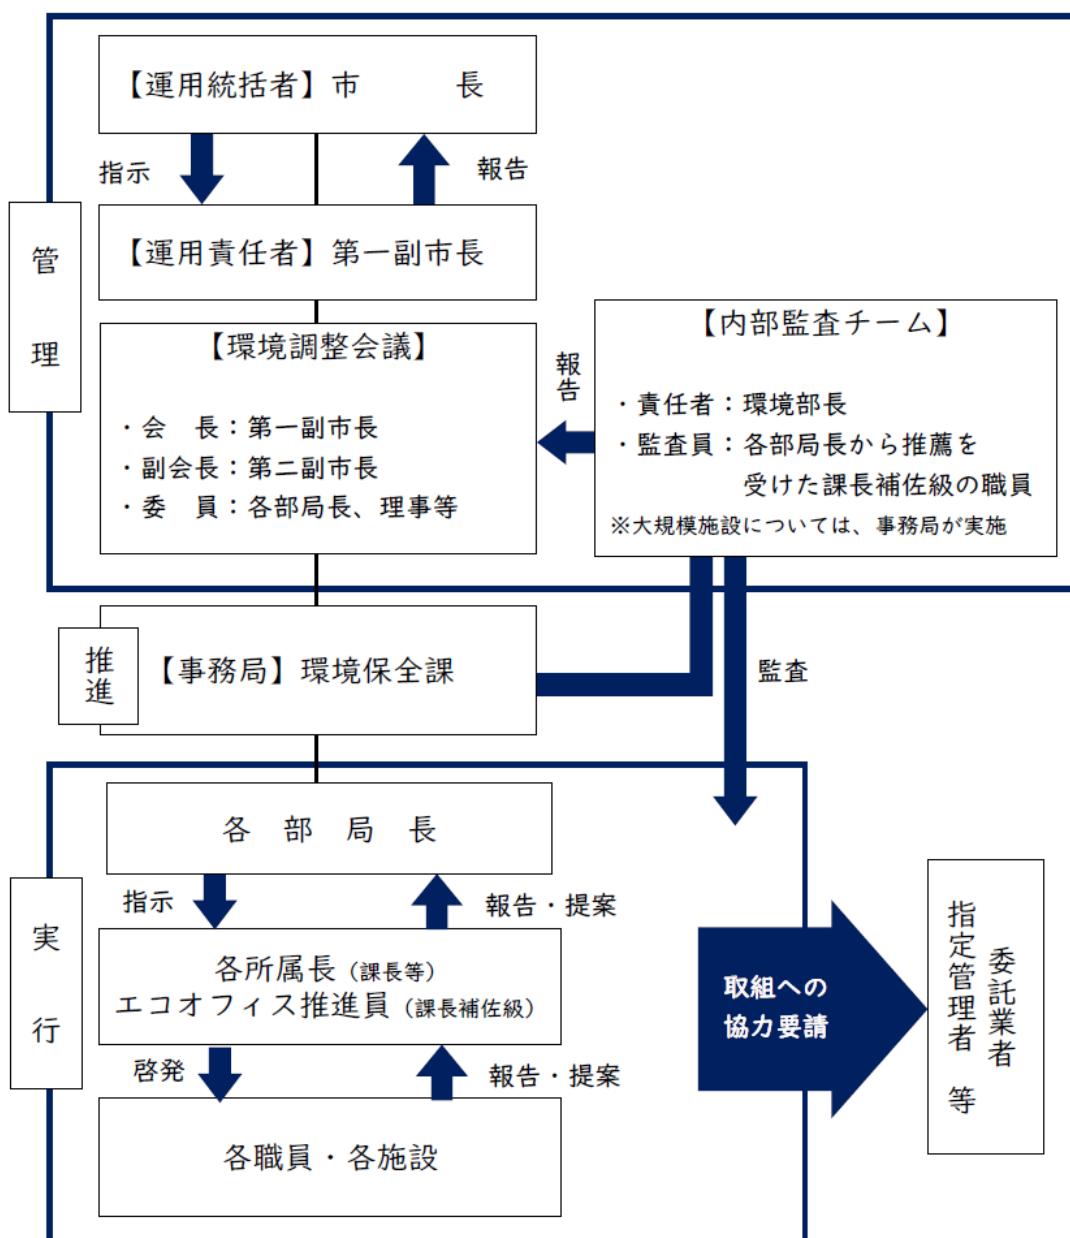 【運用統括者】市　　　長
指示
報告
【運用責任者】第一副市長
管理
【環境調整会議】
・会　長：第一副市長
・副会長：第二副市長
・委　員：各部局長、理事等
報告
【内部監査チーム】
・責任者：環境部長
・監査員：各部局長から推薦を
受けた課長補佐級の職員
※大規模施設については、事務局が実施
推進
【事務局】環境保全課
監査
各　部　局　長
指示
報告・提案
実行
各所属長（課長等）
エコオフィス推進員（課長補佐級）
啓発
報告・提案
各職員・各施設
取組への
協力要請
委託業者
指定管理者　等